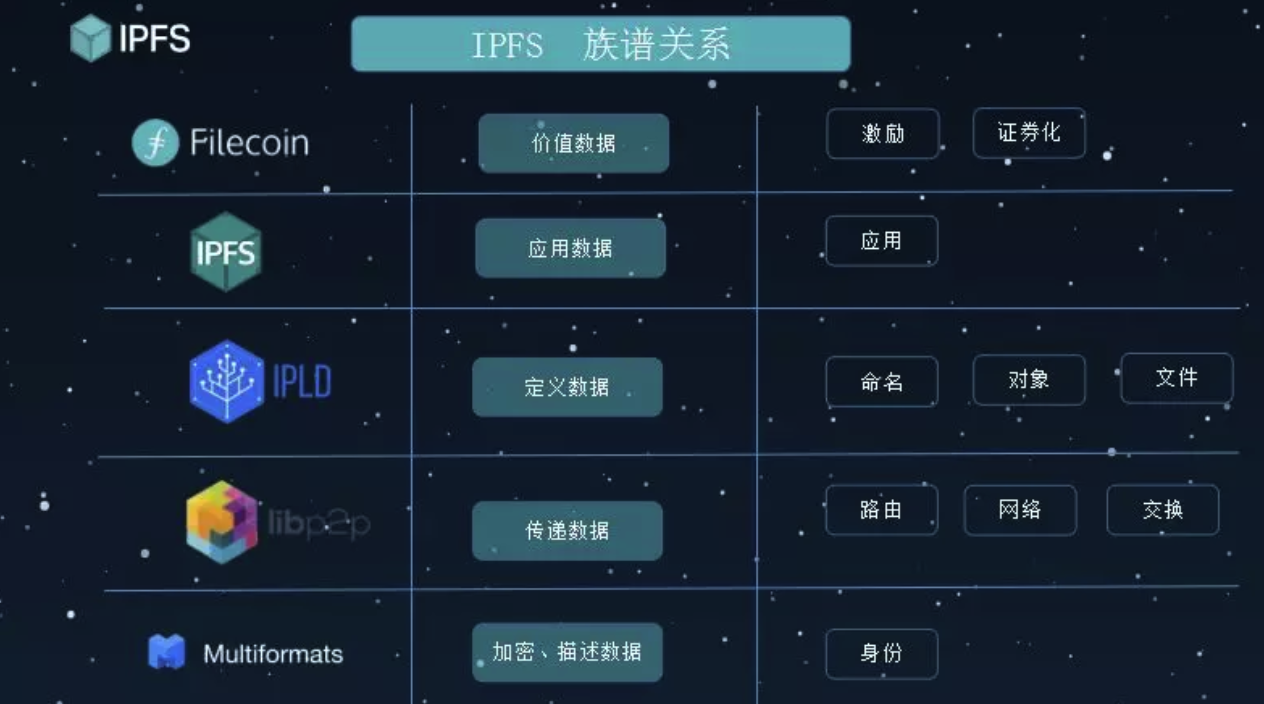 IPFS
IPFS 族谱关系
Filecoin
价值数据
激励
证券化
IPFS
应用数据
应用
IPLD
定义数据
命名
对象
文件
libp2p
传递数据
路由
网络
交换
Multiformats
加密、描述数据
身份